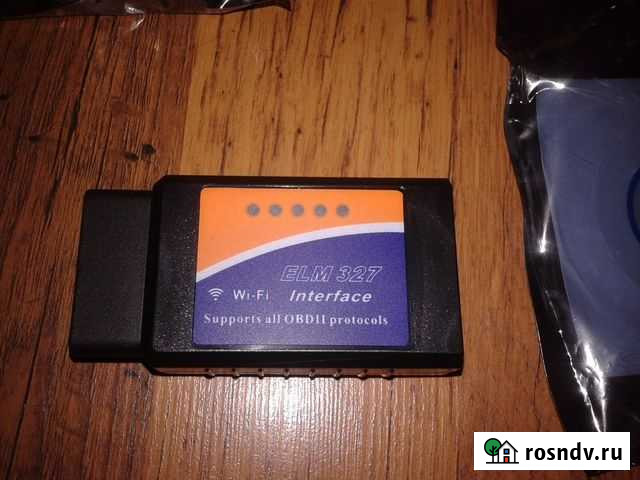 ELM 327
Wi-Fi Interface
Supports all OBDII protocols
rosndv.ru